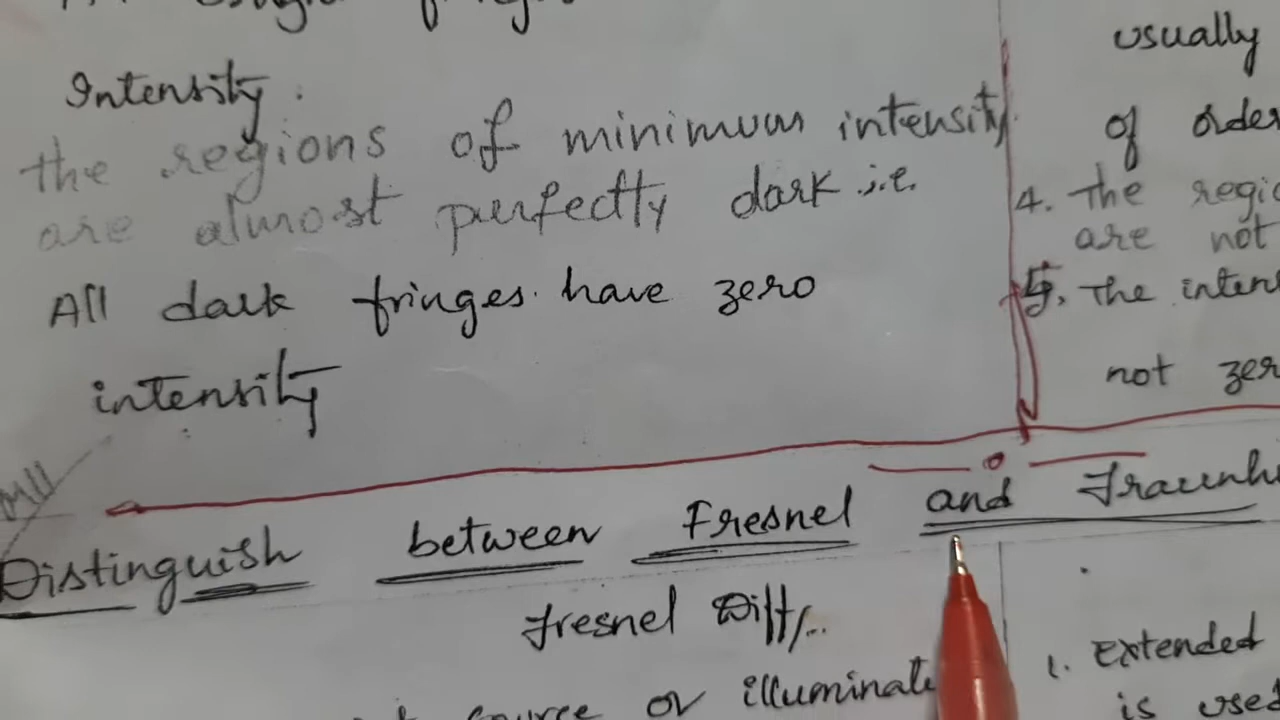 Intensity.
the regions of minimum intensity
are almost perfectly dark i.e.
All dark fringes have zero
intensity
usually
of order
4. The regi
are not
5. The inten
not zer
Distinguish between Fresnel and Fraunh
Fresnel Diff/..
source or illuminate
1. Extended
is used